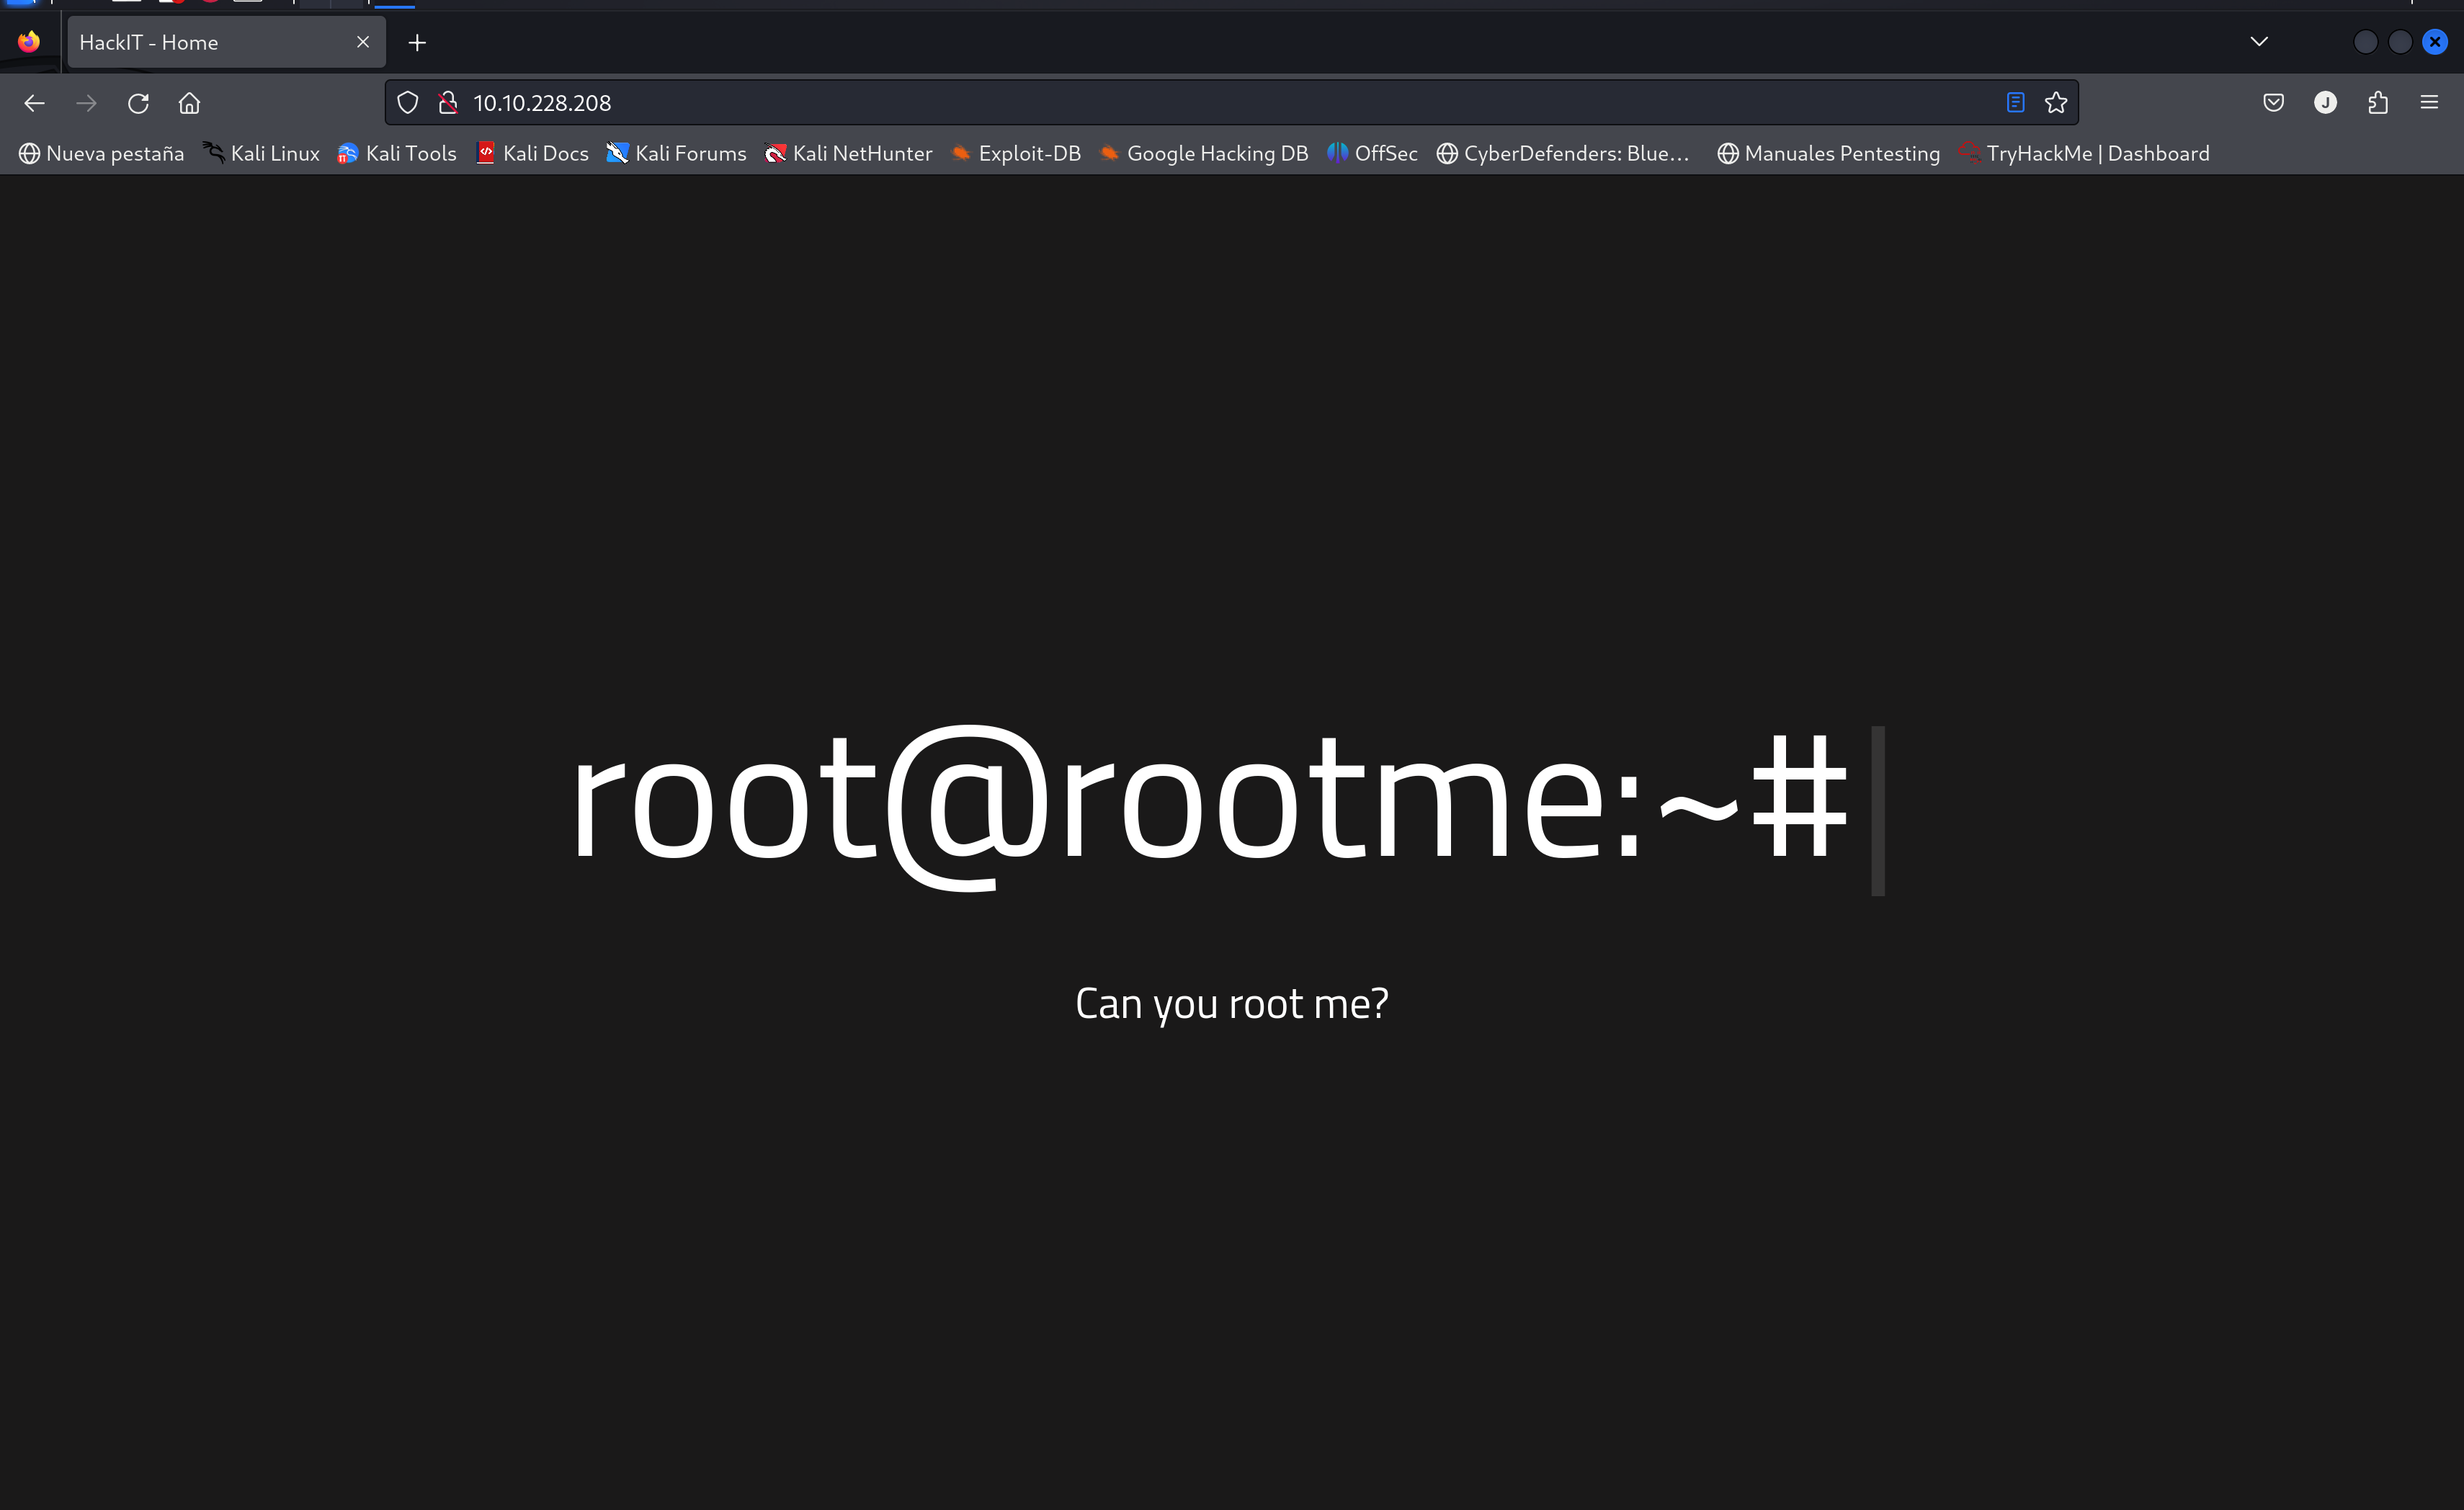 HackIT - Home
10.10.228.208
Nueva pestaña Kali Linux Kali Tools Kali Docs Kali Forums Kali NetHunter Exploit-DB Google Hacking DB OffSec CyberDefenders: Blue... Manuales Pentesting TryHackMe | Dashboard
root@rootme:~#
Can you root me?